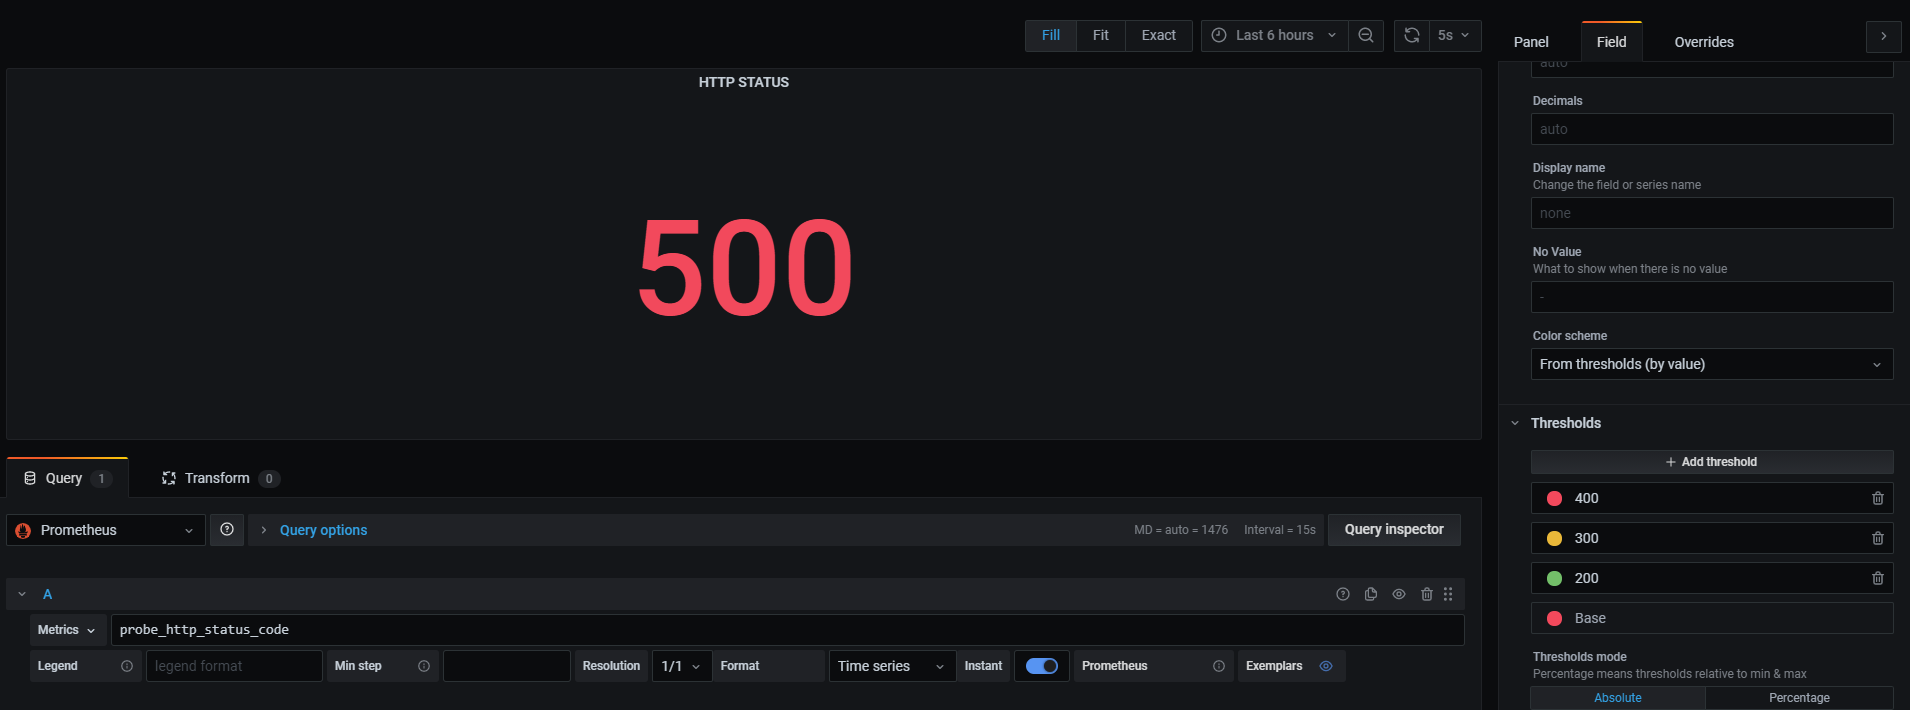 Fill Fit Exact Last 6 hours 5s
Panel Field Overrides
HTTP STATUS
500
Query 1 Transform 0
Prometheus Query options MD = auto = 1476 Interval = 15s Query inspector
A
Metrics probe_http_status_code
Legend legend format Min step Resolution 1/1 Format Time series Instant Prometheus Exemplars
auto
Decimals
auto
Display name
Change the field or series name
none
No Value
What to show when there is no value
-
Color scheme
From thresholds (by value)
Thresholds
+ Add threshold
400
300
200
Base
Thresholds mode
Percentage means thresholds relative to min & max
Absolute Percentage